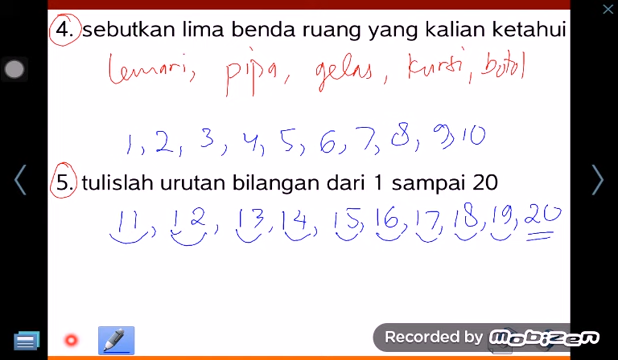 4. sebutkan lima benda ruang yang kalian ketahui
lemari, pipa, gelas, kursi, botol
1, 2, 3, 4, 5, 6, 7, 8, 9, 10
5. tulislah urutan bilangan dari 1 sampai 20
11, 12, 13, 14, 15, 16, 17, 18, 19, 20
Recorded by mobizen